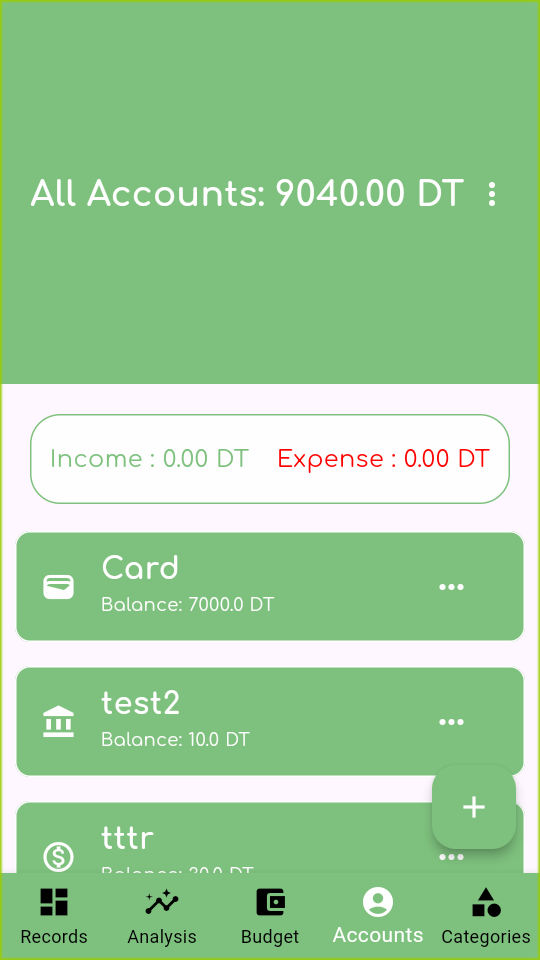 All Accounts: 9040.00 DT
Income : 0.00 DT Expense : 0.00 DT
Card
Balance: 7000.0 DT
test2
Balance: 10.0 DT
tttr
Records Analysis Budget Accounts Categories